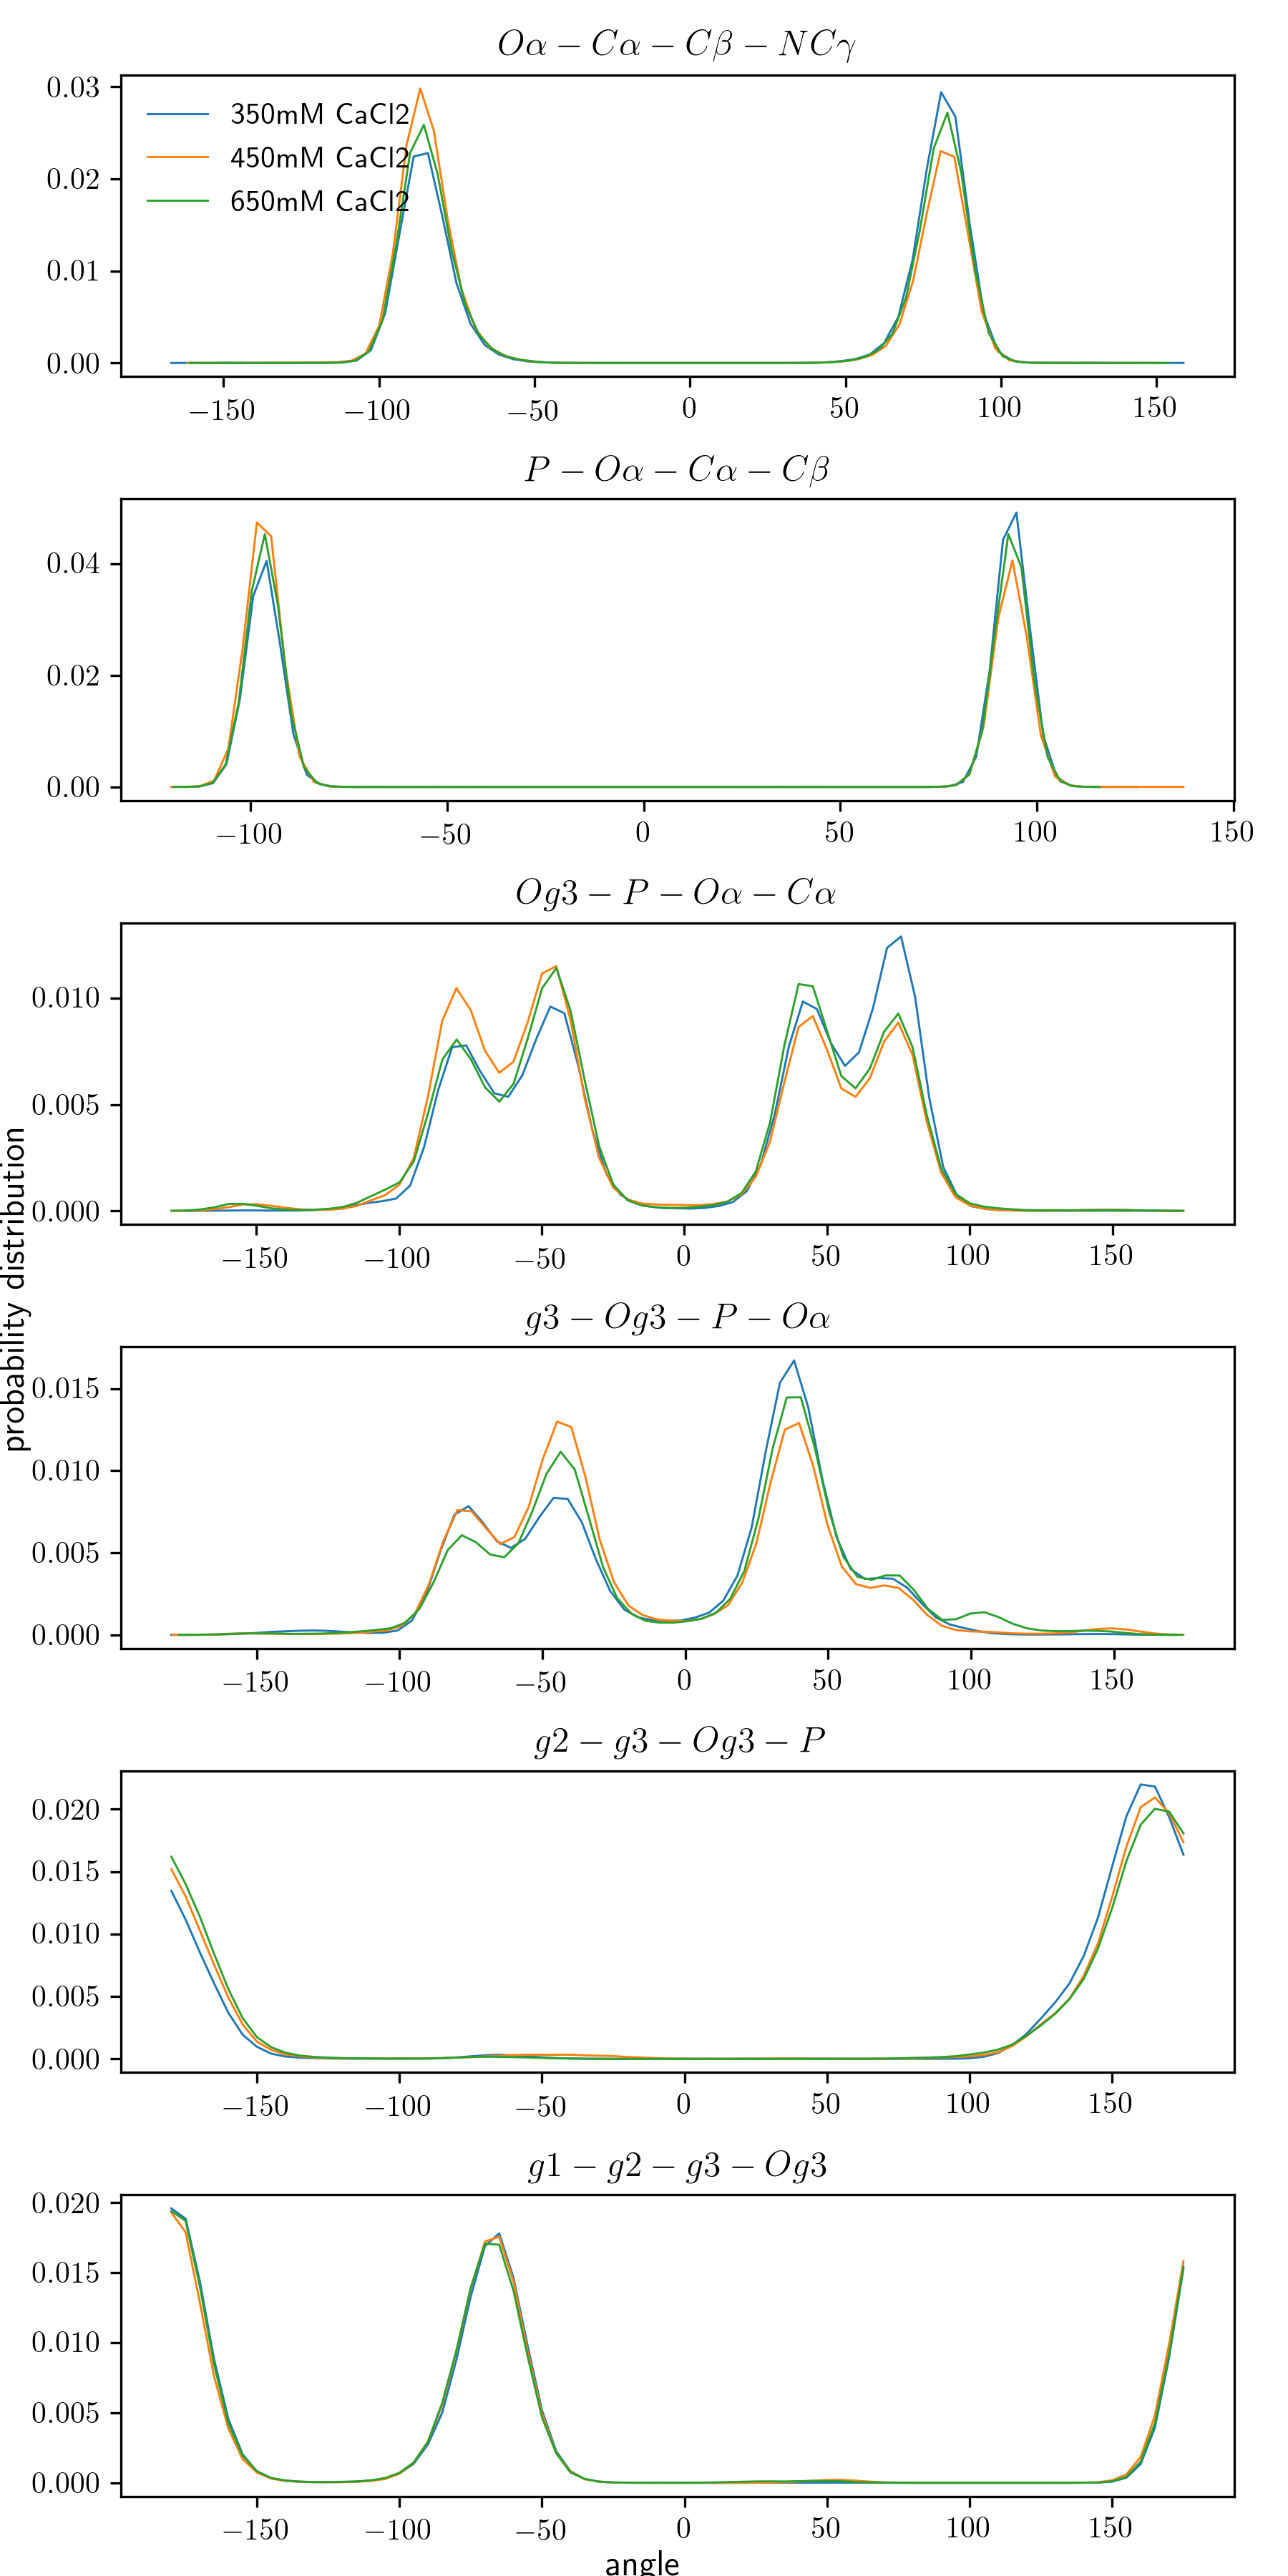 Oα − Cα − Cβ − NCγ
0.03
350mM CaCl2
450mM CaCl2
0.02
650mM CaCl2
0.01
0.00
−150 −100 −50 0 50 100 150
P − Oα − Cα − Cβ
0.04
0.02
0.00
−100 −50 0 50 100 150
Og3 − P − Oα − Cα
0.010
0.005
0.000
−150 −100 −50 0 50 100 150
probability distribution
g3 − Og3 − P − Oα
0.015
0.010
0.005
0.000
−150 −100 −50 0 50 100 150
g2 − g3 − Og3 − P
0.020
0.015
0.010
0.005
0.000
−150 −100 −50 0 50 100 150
g1 − g2 − g3 − Og3
0.020
0.015
0.010
0.005
0.000
−150 −100 −50 0 50 100 150
angle